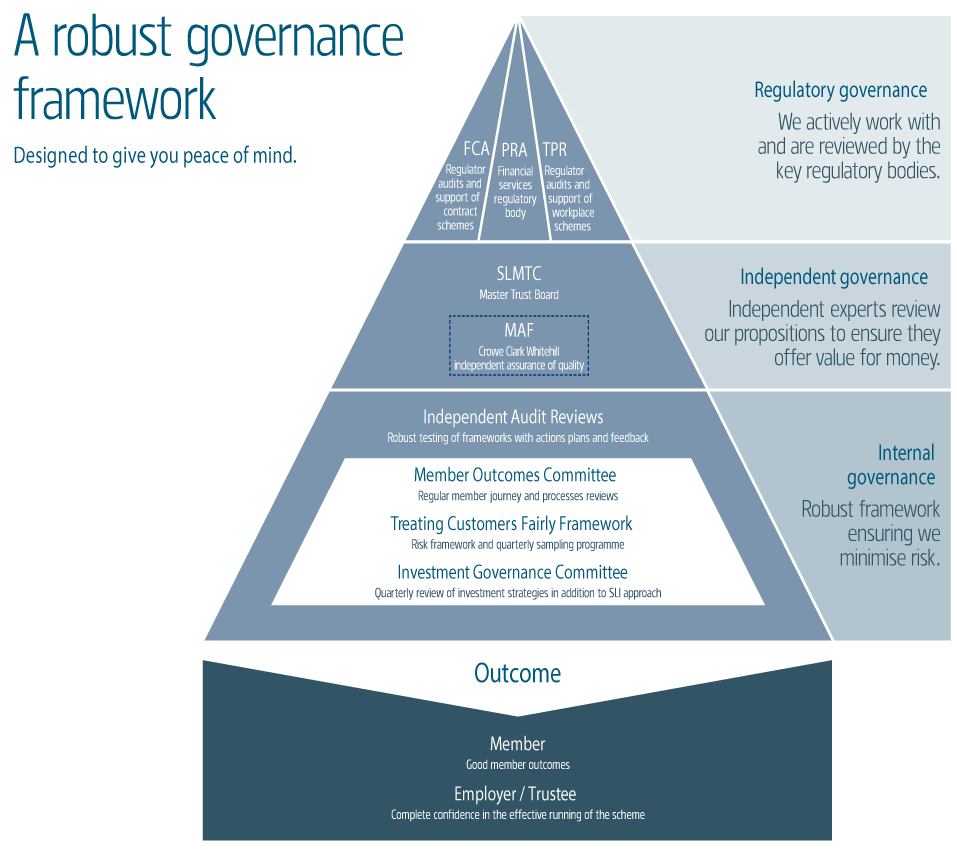 A robust governance
framework
Designed to give you peace of mind.
FCA
Regulator
audits and
support of
contract
schemes
PRA
Financial
services
regulatory
body
TPR
Regulator
audits and
support of
workplace
schemes
Regulatory governance
We actively work with
and are reviewed by the
key regulatory bodies.
SLMTC
Master Trust Board
MAF
Crowe Clark Whitehill
independent assurance of quality
Independent governance
Independent experts review
our propositions to ensure they
offer value for money.
Independent Audit Reviews
Robust testing of frameworks with actions plans and feedback
Member Outcomes Committee
Regular member journey and processes reviews
Treating Customers Fairly Framework
Risk framework and quarterly sampling programme
Investment Governance Committee
Quarterly review of investment strategies in addition to SLI approach
Internal
governance
Robust framework
ensuring we
minimise risk.
Outcome
Member
Good member outcomes
Employer / Trustee
Complete confidence in the effective running of the scheme